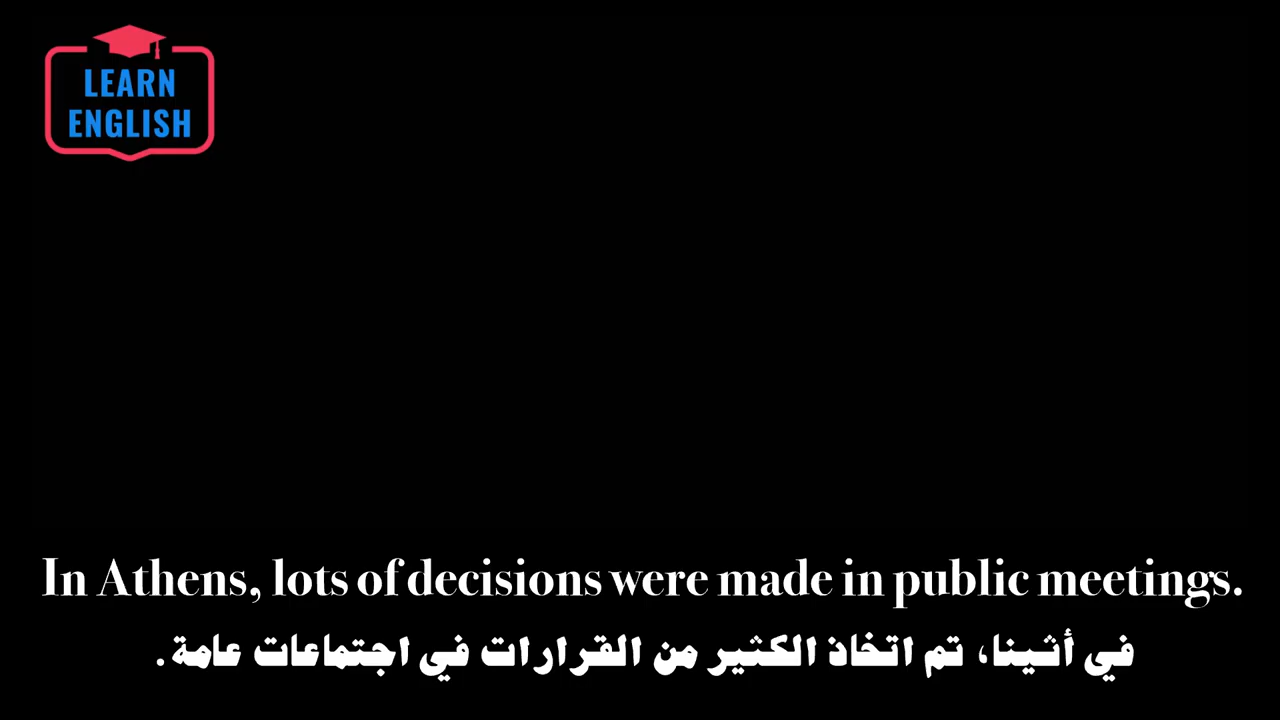 LEARN
ENGLISH
In Athens, lots of decisions were made in public meetings.
في أثينا، تم اتخاذ الكثير من القرارات في اجتماعات عامة.